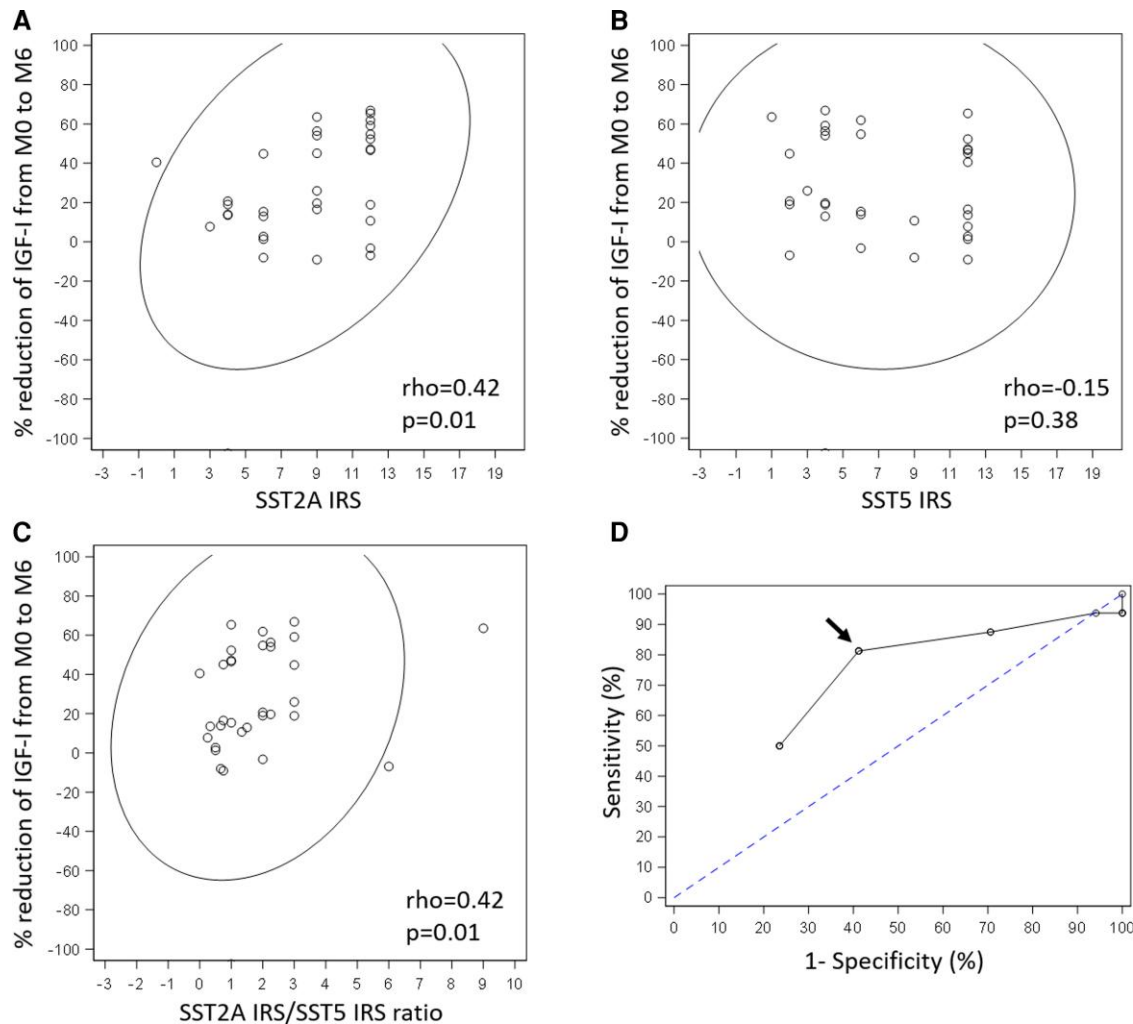 A
% reduction of IGF-I from M0 to M6
100
80
60
40
20
0
-20
-40
-60
-80
-100
rho=0.42
p=0.01
-3 -1 1 3 5 7 9 11 13 15 17 19
SST2A IRS
B
% reduction of IGF-I from M0 to M6
100
80
60
40
20
0
-20
-40
-60
-80
-100
rho=-0.15
p=0.38
-3 -1 1 3 5 7 9 11 13 15 17 19
SST5 IRS
C
% reduction of IGF-I from M0 to M6
100
80
60
40
20
0
-20
-40
-60
-80
-100
rho=0.42
p=0.01
-3 -2 -1 0 1 2 3 4 5 6 7 8 9 10
SST2A IRS/SST5 IRS ratio
D
Sensitivity (%)
100
90
80
70
60
50
40
30
20
10
0
0 10 20 30 40 50 60 70 80 90 100
1- Specificity (%)